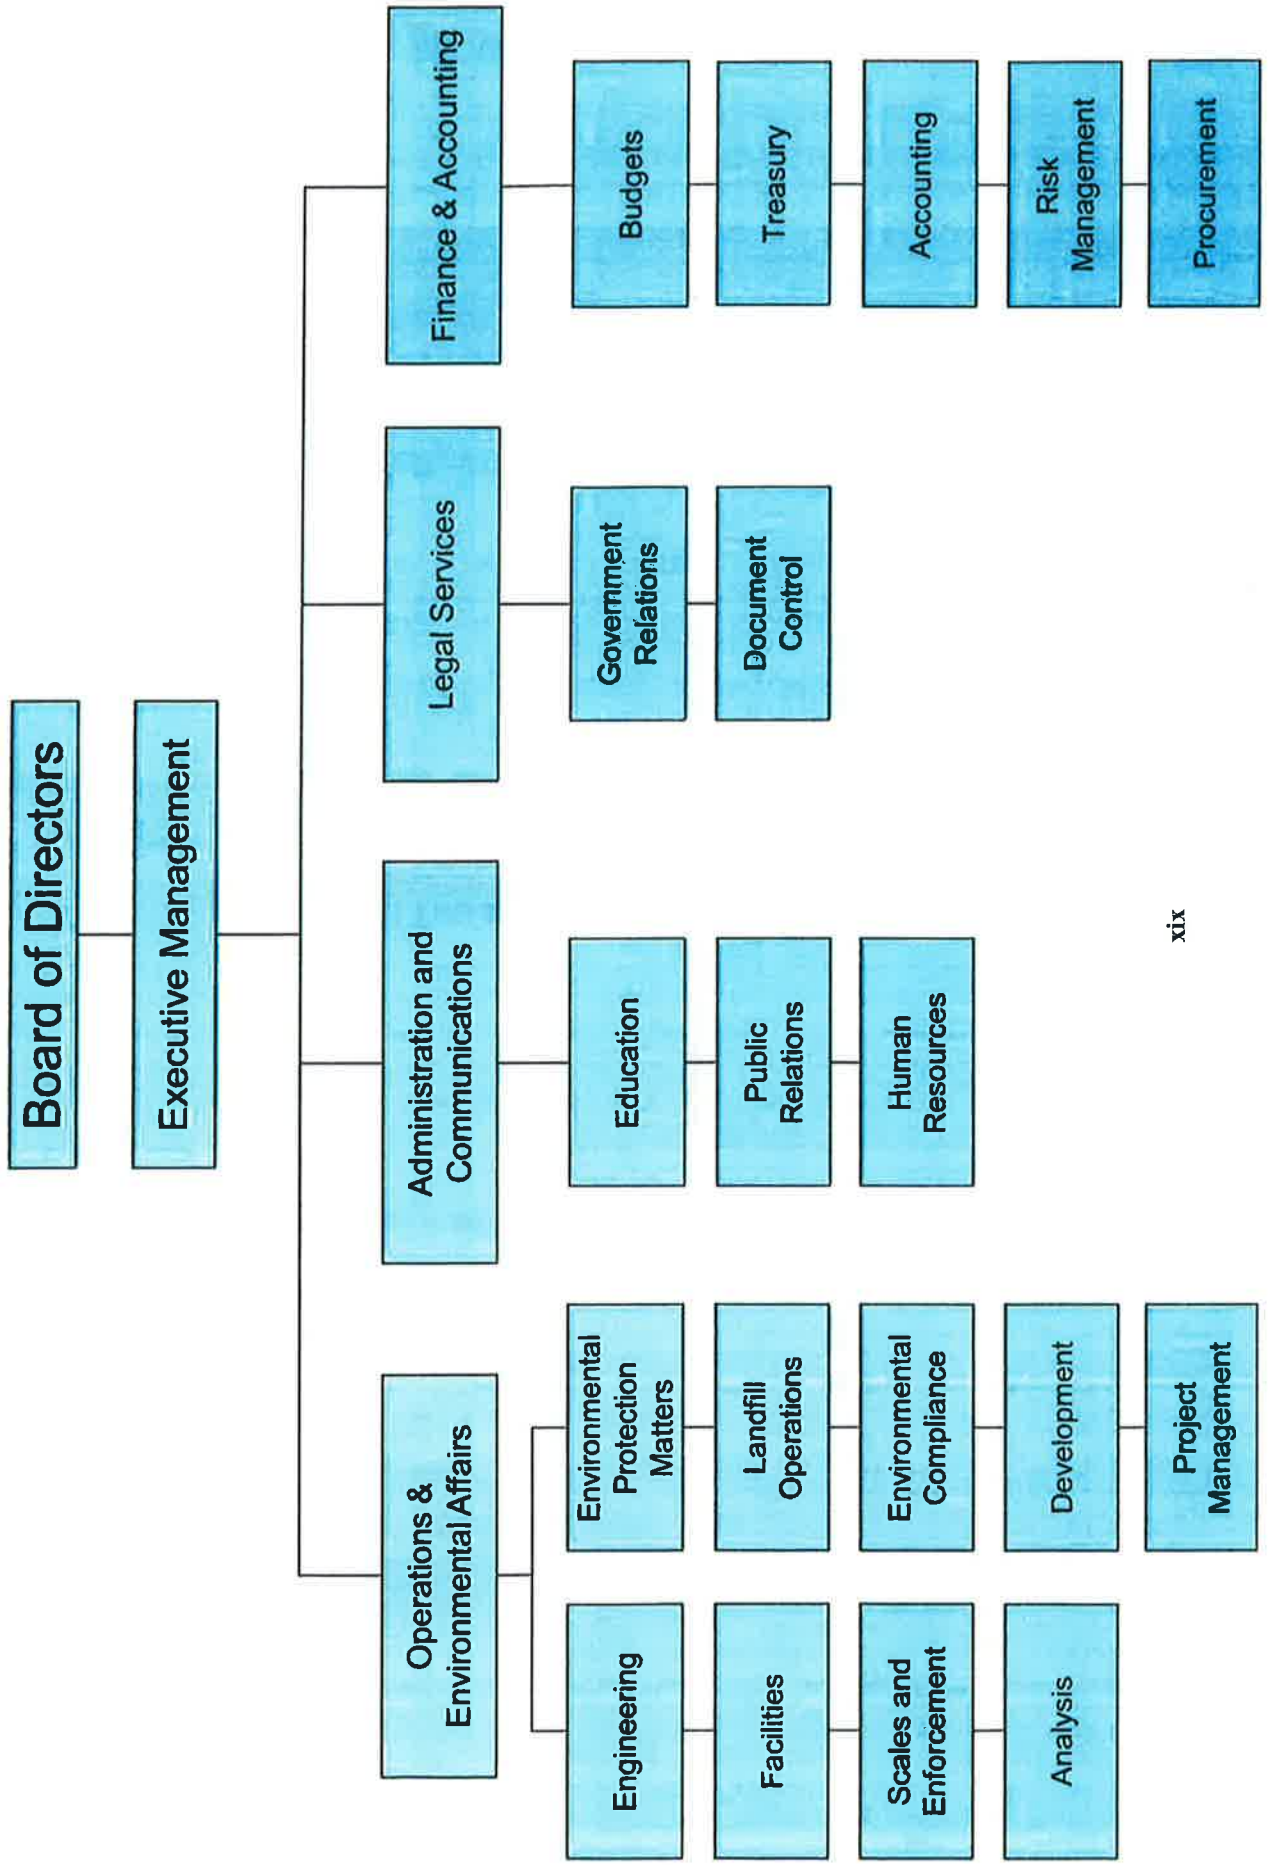 Board of Directors
Executive Management
Operations &
Environmental Affairs
Engineering
Facilities
Scales and
Enforcement
Analysis
Environmental
Protection
Matters
Landfill
Operations
Environmental
Compliance
Development
Project
Management
Administration and
Communications
Education
Public
Relations
Human
Resources
Legal Services
Government
Relations
Document
Control
Finance & Accounting
Budgets
Treasury
Accounting
Risk
Management
Procurement
xix